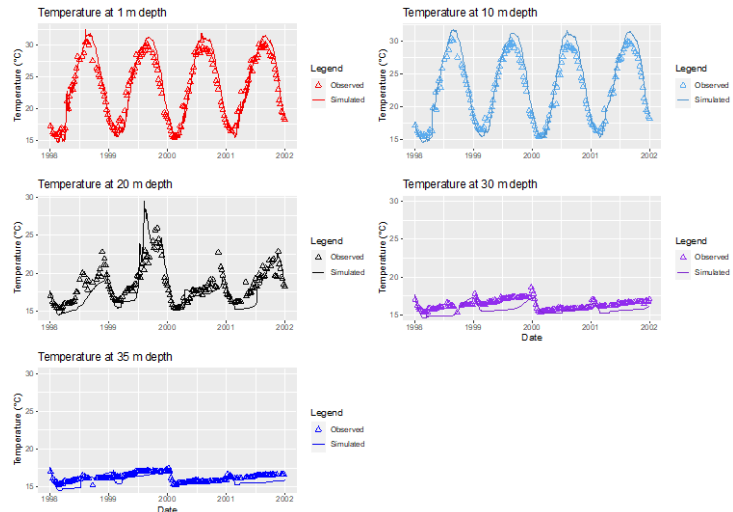 Temperature at 1 m depth
Temperature (°C)
30
25
20
15
1998
1999
2000
2001
2002
Legend
Observed
Simulated
Temperature at 10 m depth
Temperature (°C)
30
25
20
15
1998
1999
2000
2001
2002
Legend
Observed
Simulated
Temperature at 20 m depth
Temperature (°C)
30
25
20
15
1998
1999
2000
2001
2002
Legend
Observed
Simulated
Temperature at 30 m depth
Temperature (°C)
30
25
20
15
1998
1999
2000
2001
2002
Date
Legend
Observed
Simulated
Temperature at 35 m depth
Temperature (°C)
30
25
20
15
1998
1999
2000
2001
2002
Date
Legend
Observed
Simulated